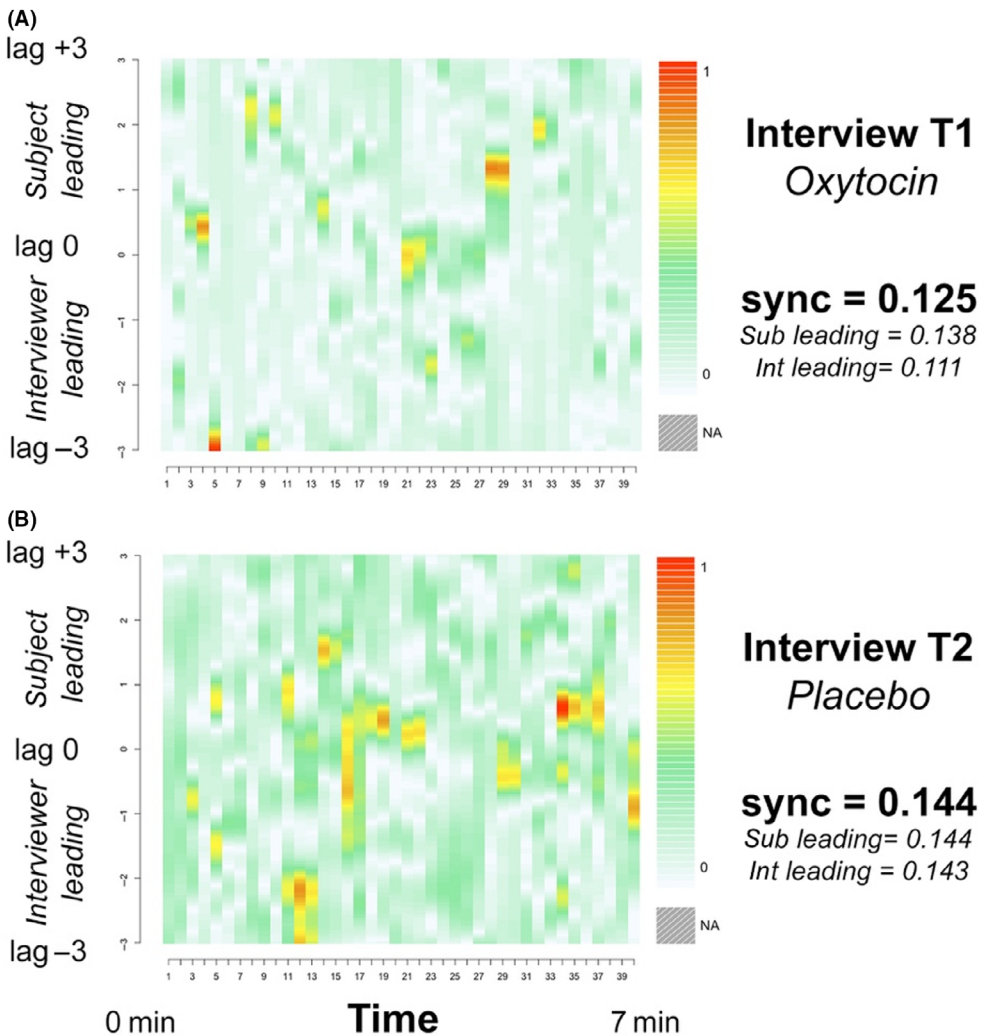 (A)
lag +3
Subject
leading
lag 0
Interviewer
leading
lag –3
3
2
1
0
–1
–2
–3
1 3 5 7 9 11 13 15 17 19 21 23 25 27 29 31 33 35 37 39
1
0
NA
Interview T1
Oxytocin
sync = 0.125
Sub leading = 0.138
Int leading= 0.111
(B)
lag +3
Subject
leading
lag 0
Interviewer
leading
lag –3
3
2
1
0
–1
–2
–3
1 3 5 7 9 11 13 15 17 19 21 23 25 27 29 31 33 35 37 39
1
0
NA
Interview T2
Placebo
sync = 0.144
Sub leading= 0.144
Int leading = 0.143
0 min Time 7 min